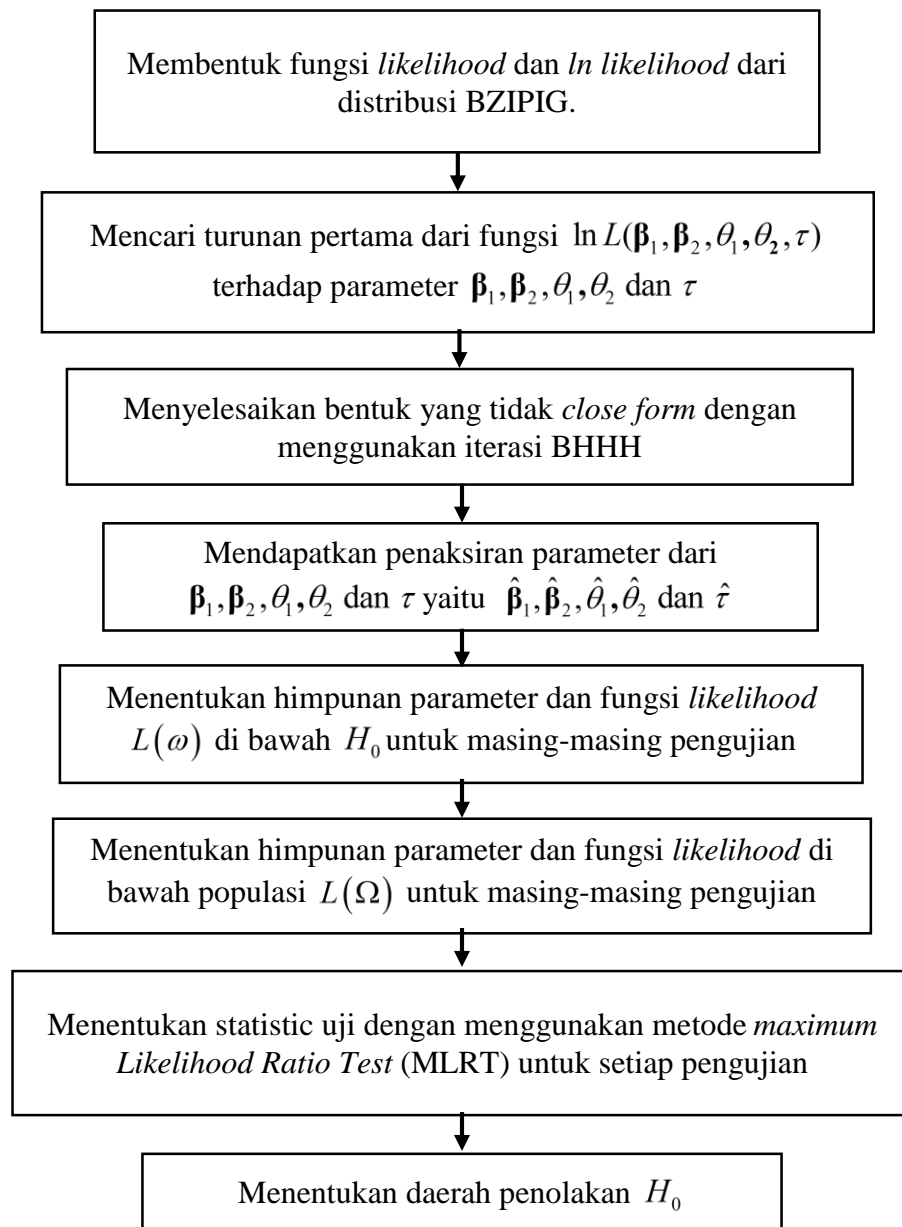 Membentuk fungsi likelihood dan ln likelihood dari
distribusi BZIPIG.
Mencari turunan pertama dari fungsi ln L(β₁,β₂,θ₁,θ₂,τ)
terhadap parameter β₁,β₂,θ₁,θ₂ dan τ
Menyelesaikan bentuk yang tidak close form dengan
menggunakan iterasi BHHH
Mendapatkan penaksiran parameter dari
β₁,β₂,θ₁,θ₂ dan τ yaitu β̂₁,β̂₂,θ̂₁,θ̂₂ dan τ̂
Menentukan himpunan parameter dan fungsi likelihood
L(ω) di bawah H₀ untuk masing-masing pengujian
Menentukan himpunan parameter dan fungsi likelihood di
bawah populasi L(Ω) untuk masing-masing pengujian
Menentukan statistic uji dengan menggunakan metode maximum
Likelihood Ratio Test (MLRT) untuk setiap pengujian
Menentukan daerah penolakan H₀